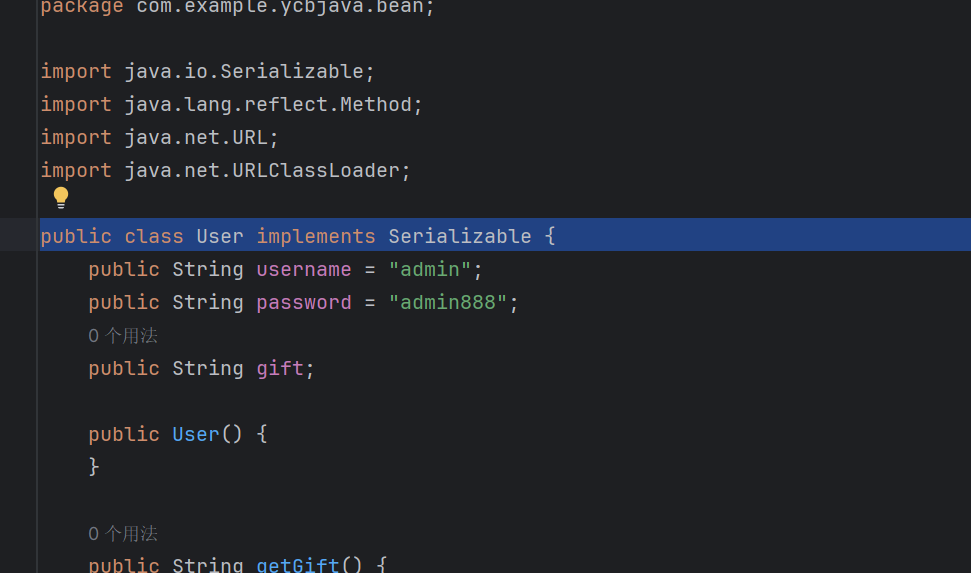 package com.example.ycbjava.bean;
import java.io.Serializable;
import java.lang.reflect.Method;
import java.net.URL;
import java.net.URLClassLoader;
public class User implements Serializable {
public String username = "admin";
public String password = "admin888";
0 个用法
public String gift;
public User() {
}
0 个用法
public String getGift() {